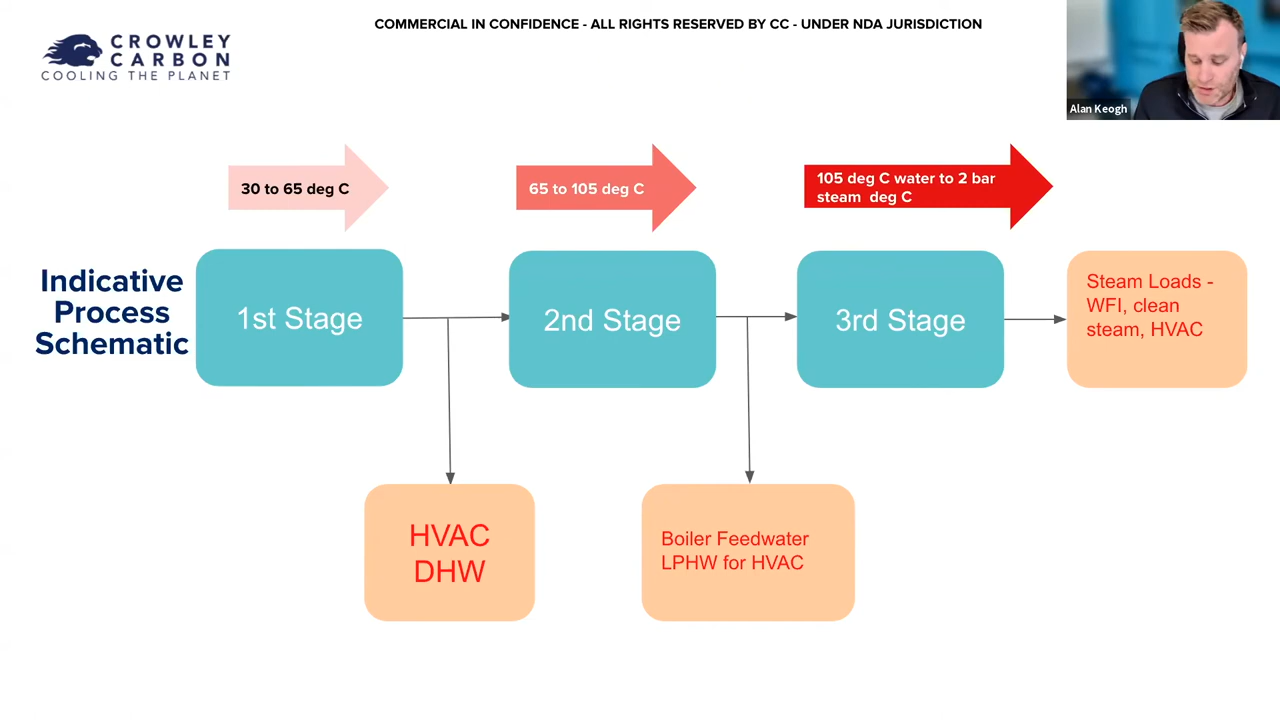 COMMERCIAL IN CONFIDENCE - ALL RIGHTS RESERVED BY CC - UNDER NDA JURISDICTION
CROWLEY
CARBON
COOLING THE PLANET
Alan Keogh
30 to 65 deg C
65 to 105 deg C
105 deg C water to 2 bar
steam  deg C
Indicative
Process
Schematic
1st Stage
2nd Stage
3rd Stage
Steam Loads -
WFI, clean
steam, HVAC
HVAC
DHW
Boiler Feedwater
LPHW for HVAC